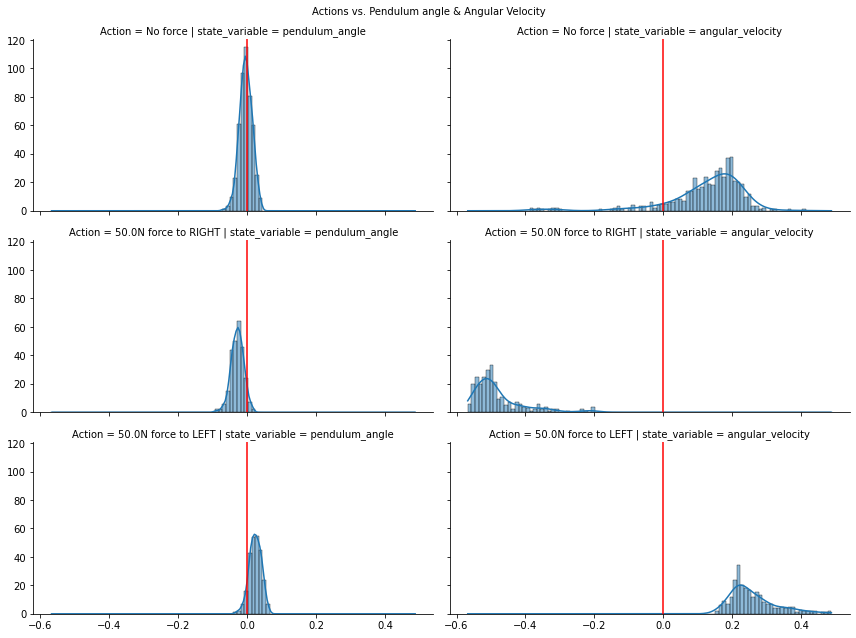 Actions vs. Pendulum angle & Angular Velocity
Action = No force | state_variable = pendulum_angle
Action = No force | state_variable = angular_velocity
120
100
80
60
40
20
0
Action = 50.0N force to RIGHT | state_variable = pendulum_angle
Action = 50.0N force to RIGHT | state_variable = angular_velocity
120
100
80
60
40
20
0
Action = 50.0N force to LEFT | state_variable = pendulum_angle
Action = 50.0N force to LEFT | state_variable = angular_velocity
120
100
80
60
40
20
0
−0.6 −0.4 −0.2 0.0 0.2 0.4
−0.6 −0.4 −0.2 0.0 0.2 0.4